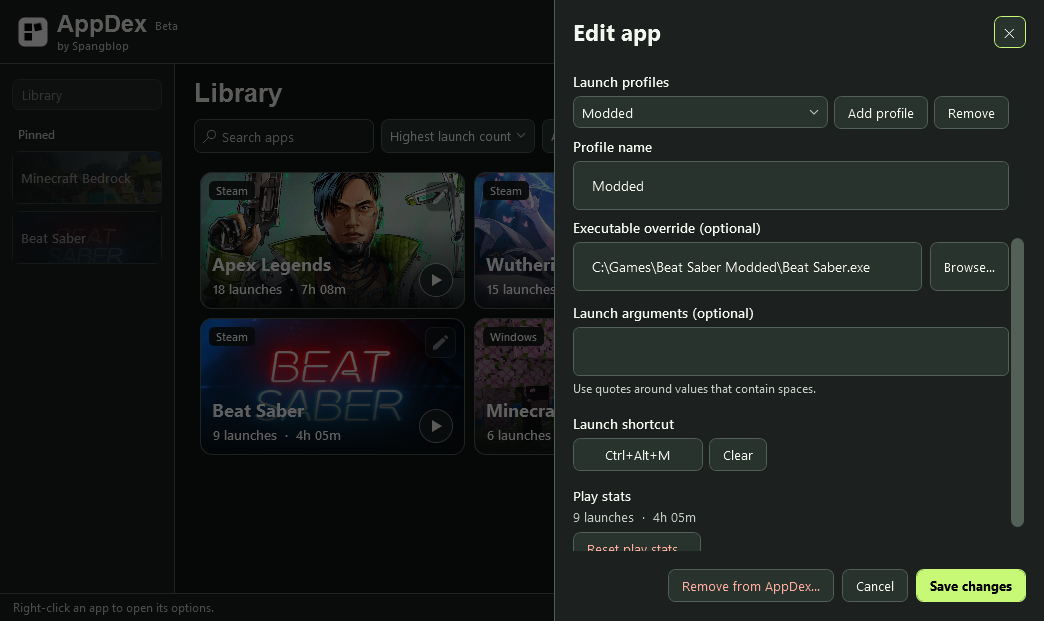 AppDex Beta
by Spangblop
Library
Pinned
Minecraft Bedrock
Beat Saber
Library
Search apps
Highest launch count
Steam
Apex Legends
18 launches · 7h 08m
Steam
Wutheri
15 launches
Steam
BEAT
SABER
Beat Saber
9 launches · 4h 05m
Windows
Minecra
6 launches
Right-click an app to open its options.
Edit app
Launch profiles
Modded
Add profile
Remove
Profile name
Modded
Executable override (optional)
C:\Games\Beat Saber Modded\Beat Saber.exe
Browse...
Launch arguments (optional)
Use quotes around values that contain spaces.
Launch shortcut
Ctrl+Alt+M
Clear
Play stats
9 launches · 4h 05m
Reset play stats...
Remove from AppDex...
Cancel
Save changes